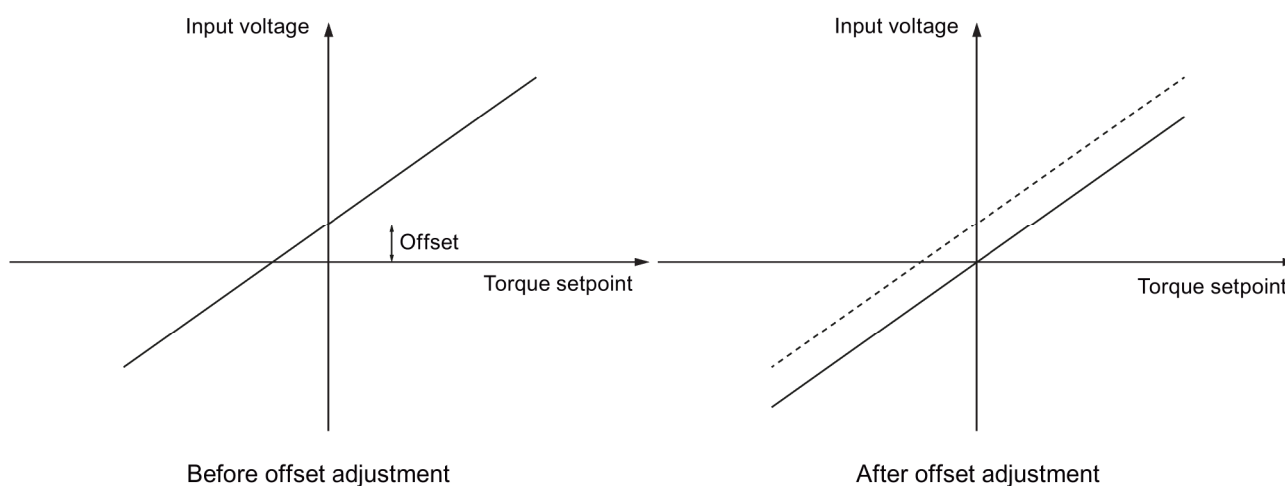 Input voltage
Offset
Torque setpoint
Before offset adjustment
Input voltage
Torque setpoint
After offset adjustment